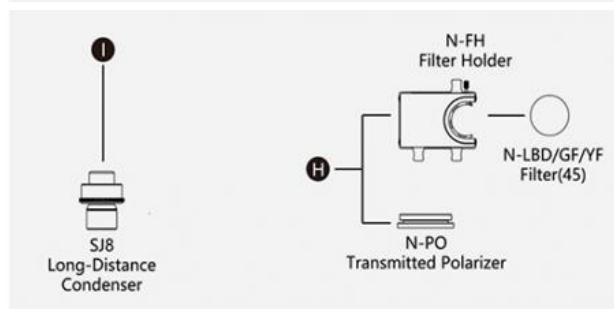 I
SJ8
Long-Distance
Condenser
H
N-FH
Filter Holder
N-LBD/GF/YF
Filter(45)
N-PO
Transmitted Polarizer